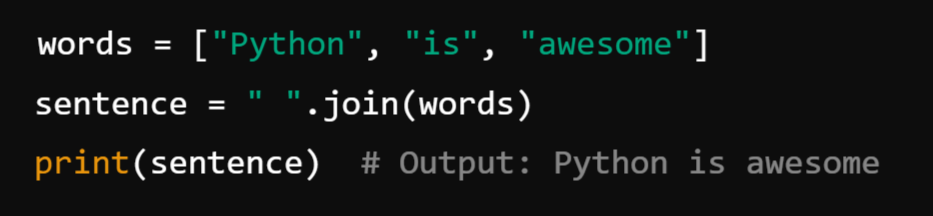 words = ["Python", "is", "awesome"]
sentence = " ".join(words)
print(sentence)  # Output: Python is awesome